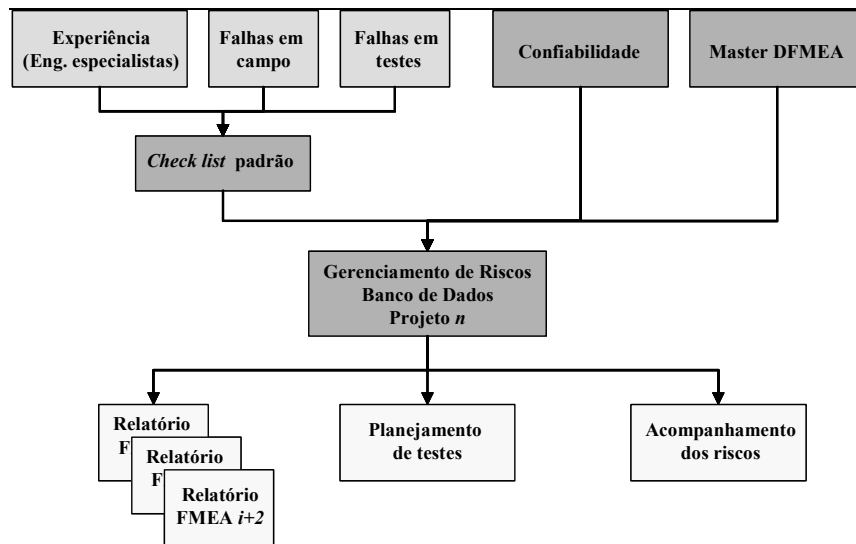 Experiência
(Eng. especialistas)
Falhas em
campo
Falhas em
testes
Confiabilidade
Master DFMEA
Check list padrão
Gerenciamento de Riscos
Banco de Dados
Projeto n
Relatório
F
Relatório
F
Relatório
FMEA i+2
Planejamento
de testes
Acompanhamento
dos riscos